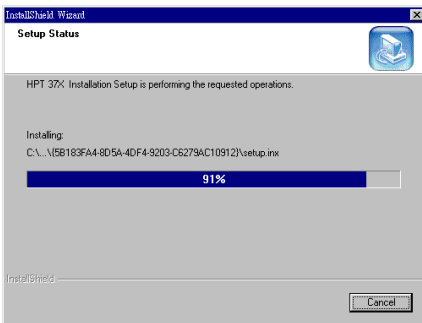 InstallShield Wizard
Setup Status
HPT 37X Installation Setup is performing the requested operations.
Installing:
C:\...\{5B183FA4-8D5A-4DF4-9203-C6279AC10912}\setup.inx
91%
InstallShield
Cancel